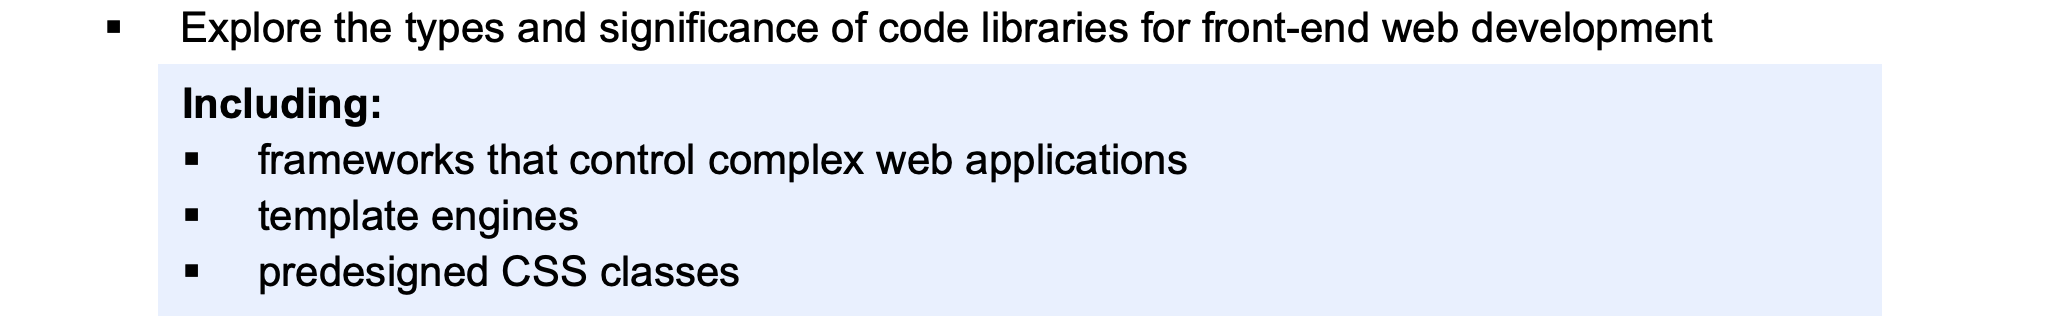 ▪ Explore the types and significance of code libraries for front-end web development
Including:
▪ frameworks that control complex web applications
▪ template engines
▪ predesigned CSS classes